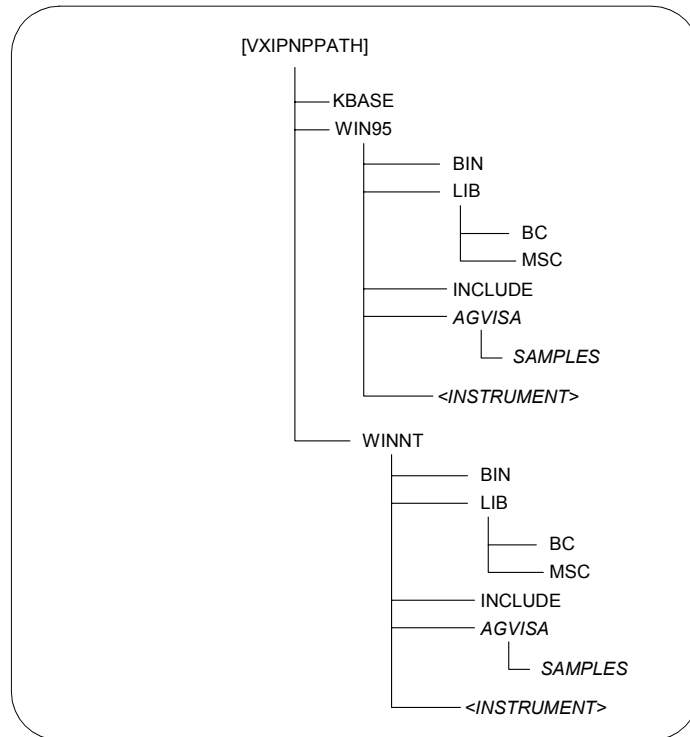 [VXIPNPPATH]
KBASE
WIN95
BIN
LIB
BC
MSC
INCLUDE
AGVISA
SAMPLES
<INSTRUMENT>
WINNT
BIN
LIB
BC
MSC
INCLUDE
AGVISA
SAMPLES
<INSTRUMENT>